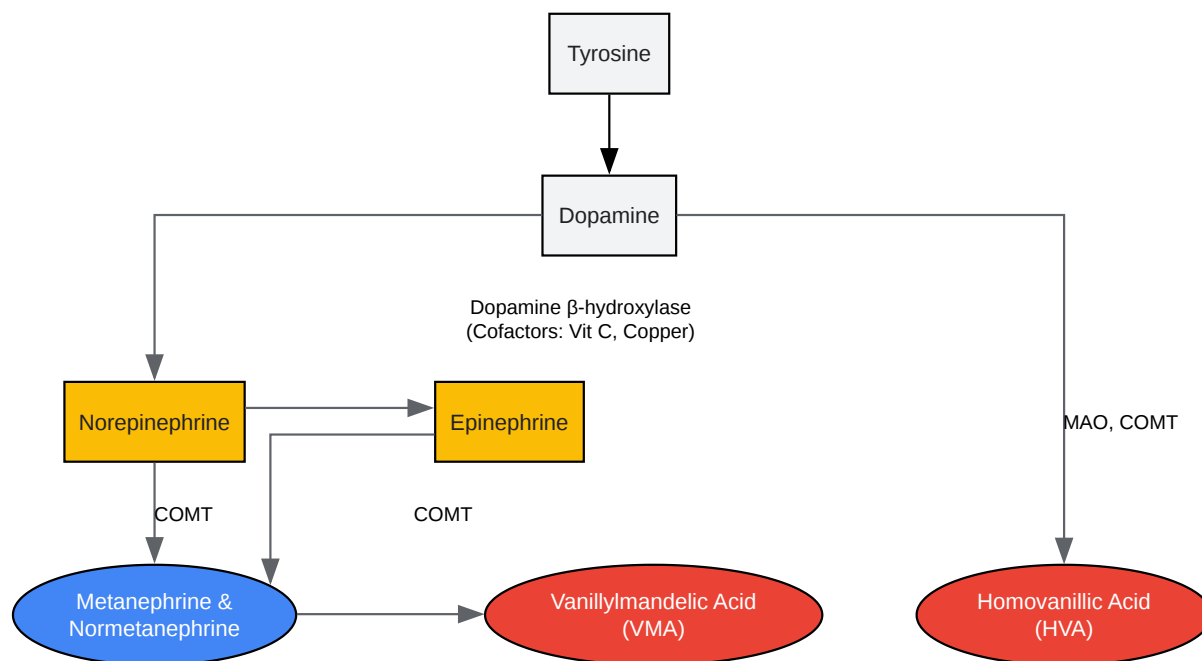 Tyrosine
Dopamine
Dopamine β-hydroxylase
(Cofactors: Vit C, Copper)
Norepinephrine
Epinephrine
MAO, COMT
COMT
COMT
Metanephrine &
Normetanephrine
Vanillylmandelic Acid
(VMA)
Homovanillic Acid
(HVA)